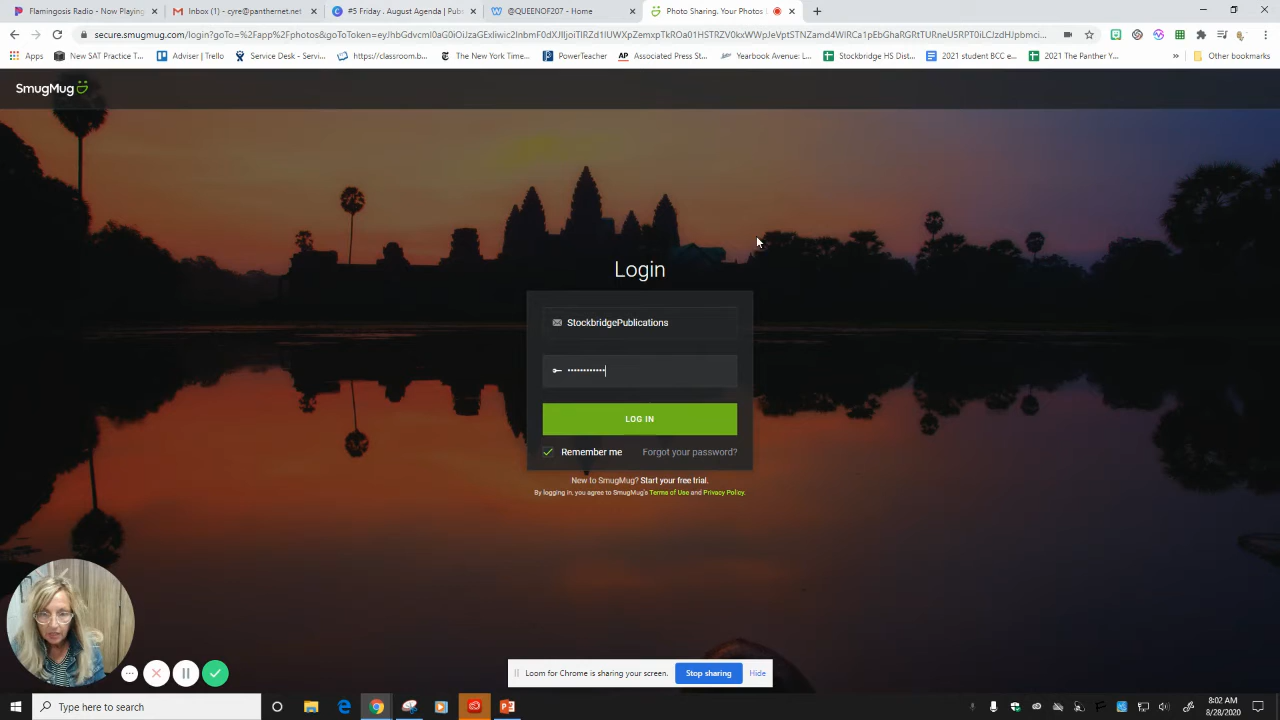 Flamingosis Radio - Now Playing
Inbox (1) - cyre@panthernet.net
#5 Friday , August Agenda | Pub
@QUEENOF207 - Home
Photo Sharing. Your Photos
Apps
New SAT Practice T...
Adviser | Trello
Service Desk - Servi...
https://classroom.b...
The New York Time...
PowerTeacher
Associated Press St...
Jayhawk Avenue: L...
Stockbridge HS Dist...
2021 student BCC e...
2021 The Panther Y...
Other bookmarks
SmugMug
Login
StockbridgePublications
••••••••••••
LOG IN
Remember me
Forgot your password?
New to SmugMug? Start your free trial.
By logging in, you agree to SmugMug's Terms of Use and Privacy Policy.
Loom for Chrome is sharing your screen.
Stop sharing
Hide
Type here to search
8:02 AM
8/28/2020